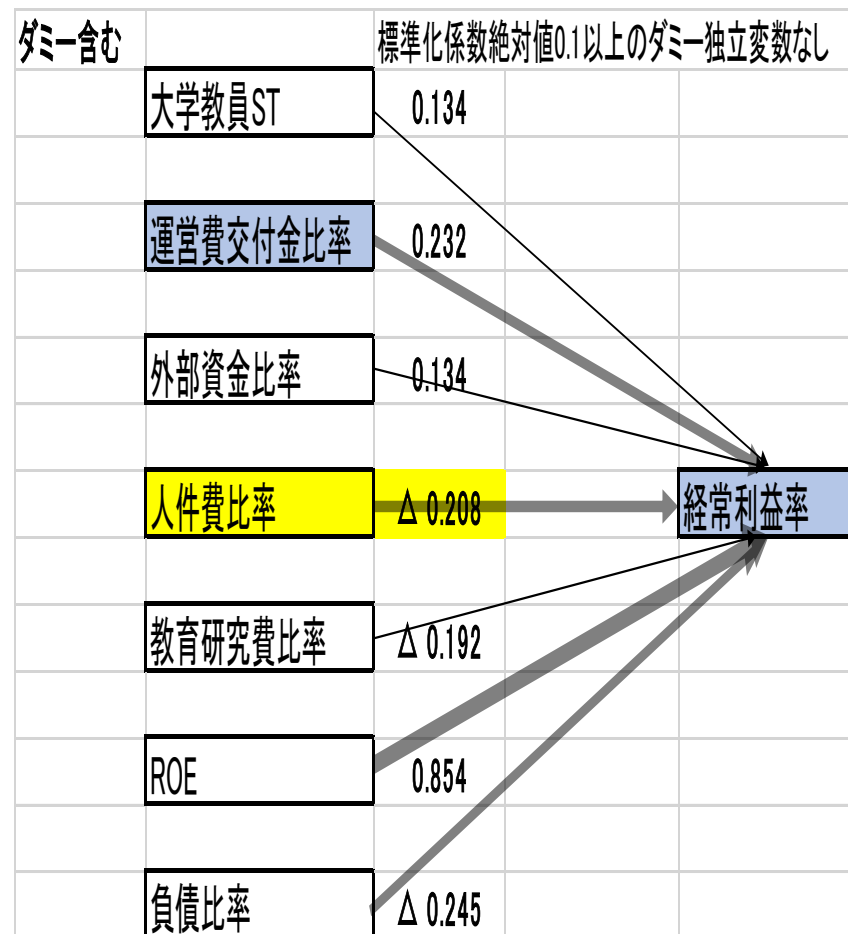 ダミー含む 標準化係数絶対値0.1以上のダミー独立変数なし
大学教員ST 0.134
運営費交付金比率 0.232
外部資金比率 0.134
人件費比率 Δ 0.208 経常利益率
教育研究費比率 Δ 0.192
ROE 0.854
負債比率 Δ 0.245